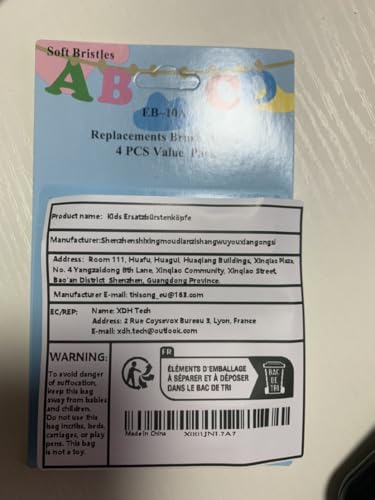 Soft Bristles
A B C
EB-10A
Replacements
4 PCS Value
Product name: Kids Ersatzbürstenköpfe
Manufacturer:Shenzhenshixingmoudianzishangwuyouxiangongsi
Address: Room 111, Huafu, Huagui, Huaqiang Buildings, Xinqiao Plaza,
No. 4 Yangzaidong 8th Lane, Xinqiao Community, Xinqiao Street,
Bao'an District Shenzhen, Guangdong Province.
Manufacturer E-mail: thisong_eu@163.com
EC/REP: Name: XDH Tech
Address: 2 Rue Coysevox Bureau 3, Lyon, France
E-mail: xdh.tech@outlook.com
WARNING:
To avoid danger
of suffocation,
keep this bag
away from babies
and children.
Do not use this
bag in cribs, beds,
carriages, or play
pens. This bag
is not a toy.
FR
ÉLÉMENTS D'EMBALLAGE
À SÉPARER ET À DÉPOSER
DANS LE BAC DE TRI
BAC
DE
TRI
Made in China